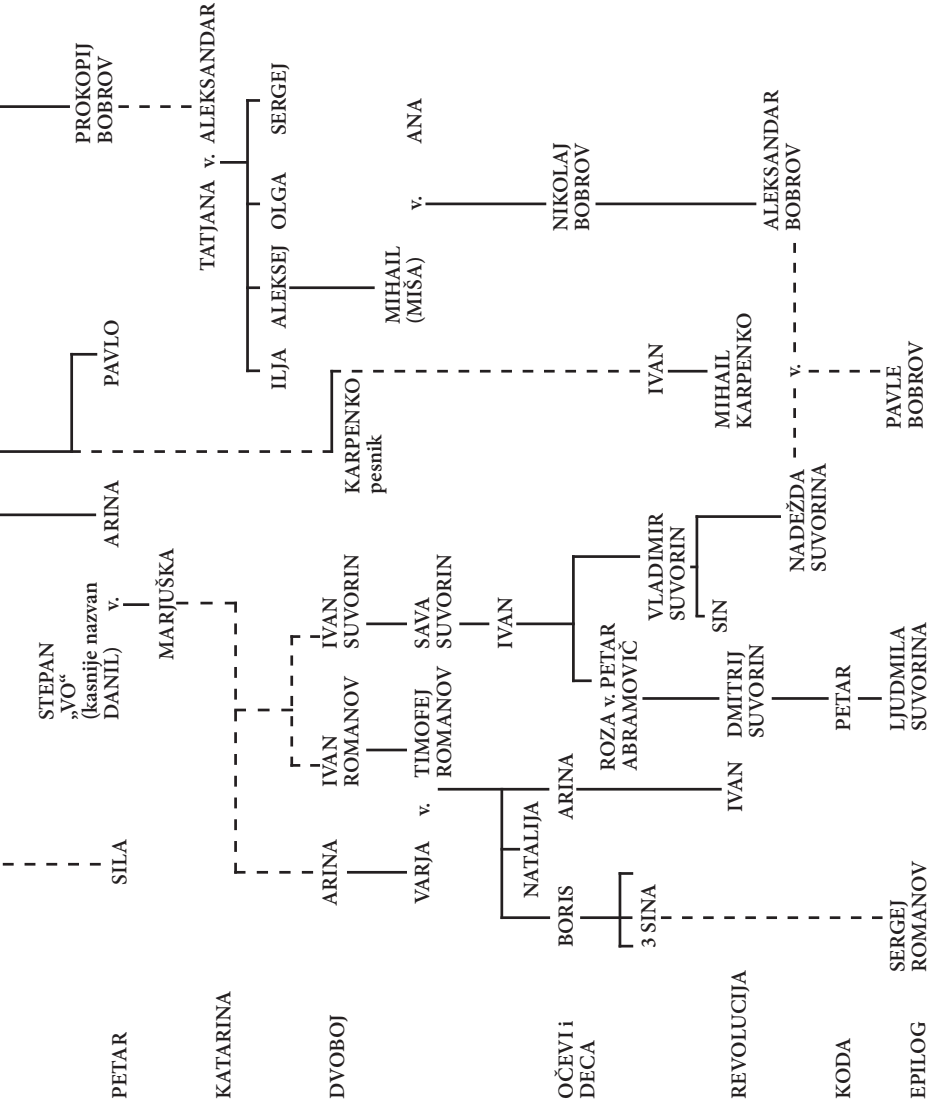 PETAR
SILA
STEPAN
„VO“
(kasnije nazvan
DANIL)
v.
ARINA
PAVLO
PROKOPIJ
BOBROV
KATARINA
MARJUŠKA
TATJANA v. ALEKSANDAR
DVOBOJ
ARINA
IVAN
ROMANOV
IVAN
SUVORIN
KARPENKO
pesnik
ILJA
ALEKSEJ
OLGA
SERGEJ
VARJA
v.
TIMOFEJ
ROMANOV
SAVA
SUVORIN
MIHAIL
(MIŠA)
v.
ANA
IVAN
OČEVI i
DECA
BORIS
NATALIJA
ARINA
NIKOLAJ
BOBROV
3 SINA
ROZA v. PETAR
ABRAMOVIČ
VLADIMIR
SUVORIN
IVAN
SIN
REVOLUCIJA
IVAN
DMITRIJ
SUVORIN
MIHAIL
KARPENKO
NADEŽDA
SUVORINA
v.
ALEKSANDAR
BOBROV
KODA
PETAR
EPILOG
SERGEJ
ROMANOV
LJUDMILA
SUVORINA
PAVLE
BOBROV